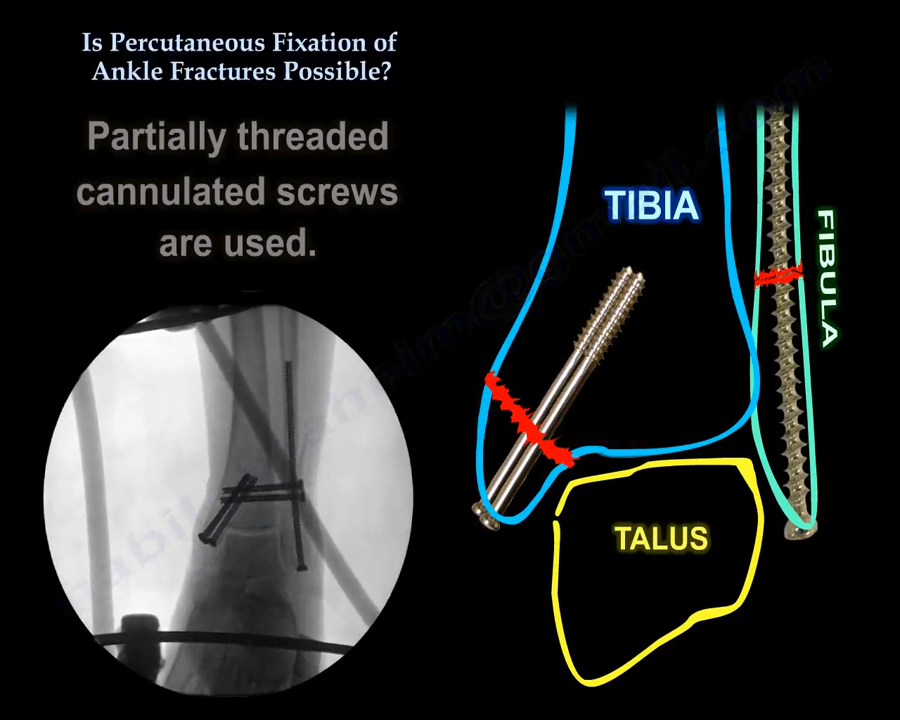 Is Percutaneous Fixation of
Ankle Fractures Possible?
Partially threaded
cannulated screws
are used.
TIBIA
FIBULA
TALUS